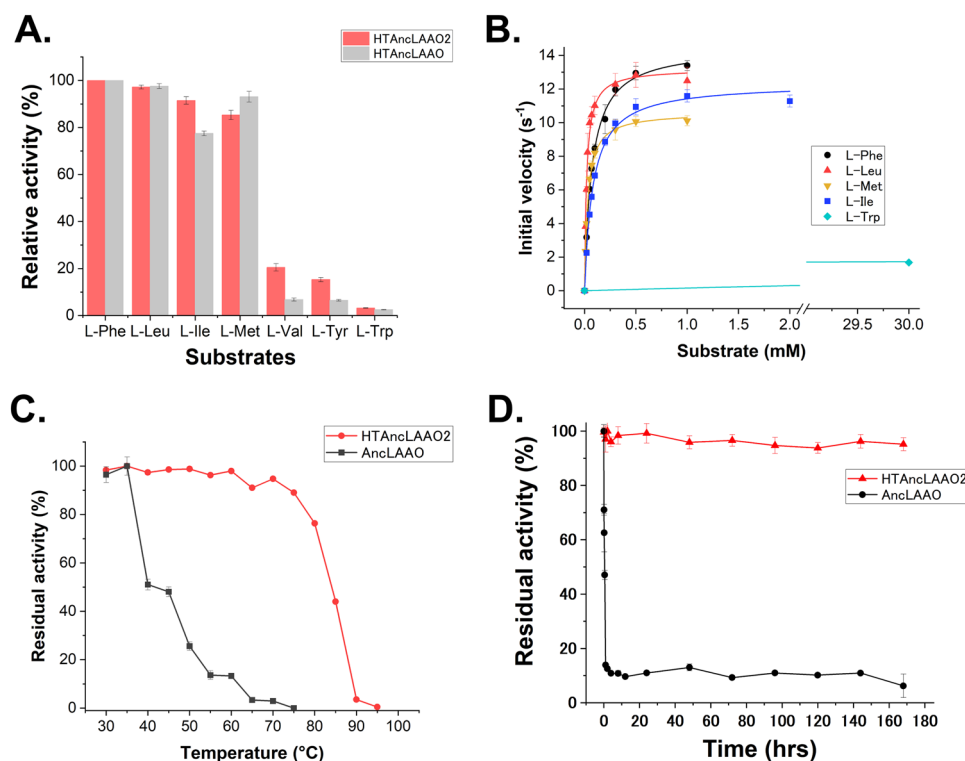 A.
HTAncLAAO2
HTAncLAAO
Relative activity (%)
120
100
80
60
40
20
0
L-Phe L-Leu L-Ile L-Met L-Val L-Tyr L-Trp
Substrates
B.
Initial velocity (s⁻¹)
14
12
10
8
6
4
2
0
L-Phe
L-Leu
L-Met
L-Ile
L-Trp
0.0 0.5 1.0 1.5 2.0 29.5 30.0
Substrate (mM)
C.
HTAncLAAO2
AncLAAO
Residual activity (%)
100
80
60
40
20
0
30 40 50 60 70 80 90 100
Temperature (°C)
D.
HTAncLAAO2
AncLAAO
Residual activity (%)
100
80
60
40
20
0
0 20 40 60 80 100 120 140 160 180
Time (hrs)